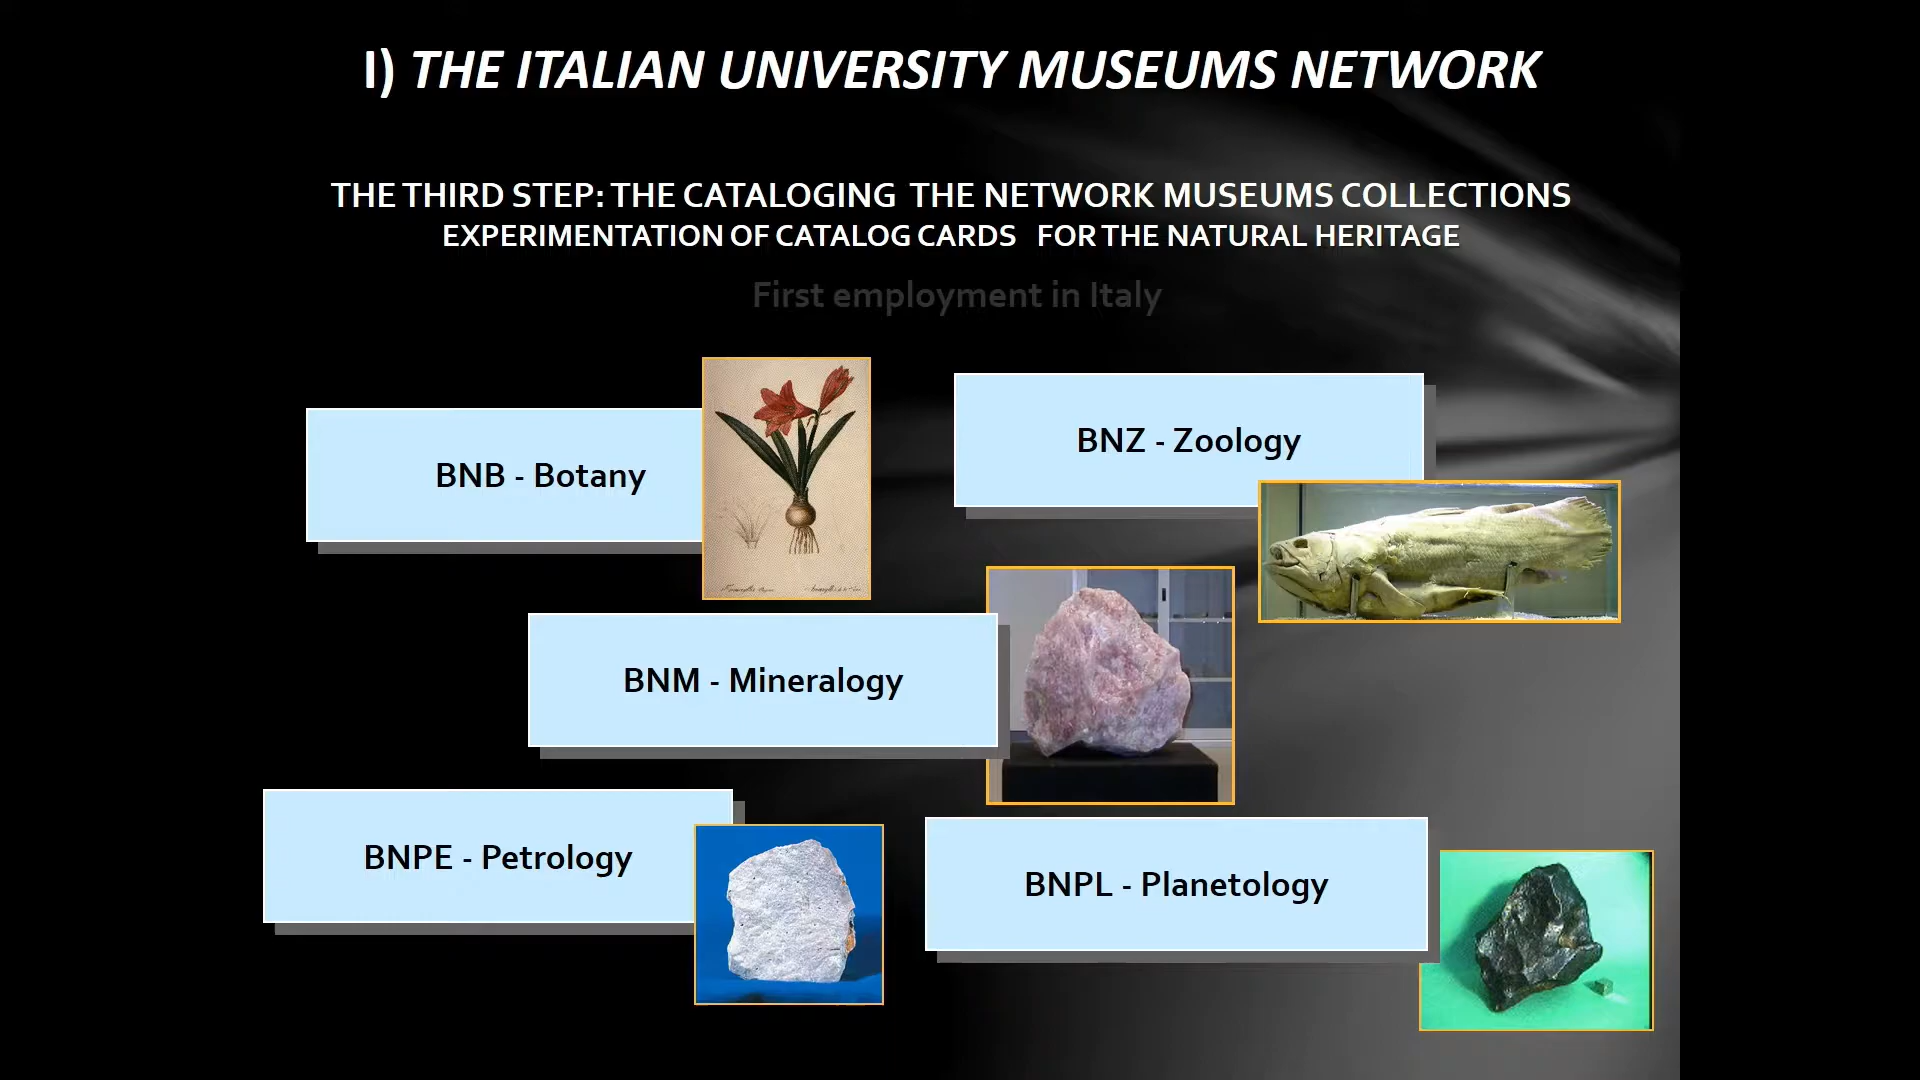 I) THE ITALIAN UNIVERSITY MUSEUMS NETWORK
THE THIRD STEP: THE CATALOGING THE NETWORK MUSEUMS COLLECTIONS
EXPERIMENTATION OF CATALOG CARDS FOR THE NATURAL HERITAGE
First employment in Italy
BNB - Botany
BNZ - Zoology
BNM - Mineralogy
BNPE - Petrology
BNPL - Planetology